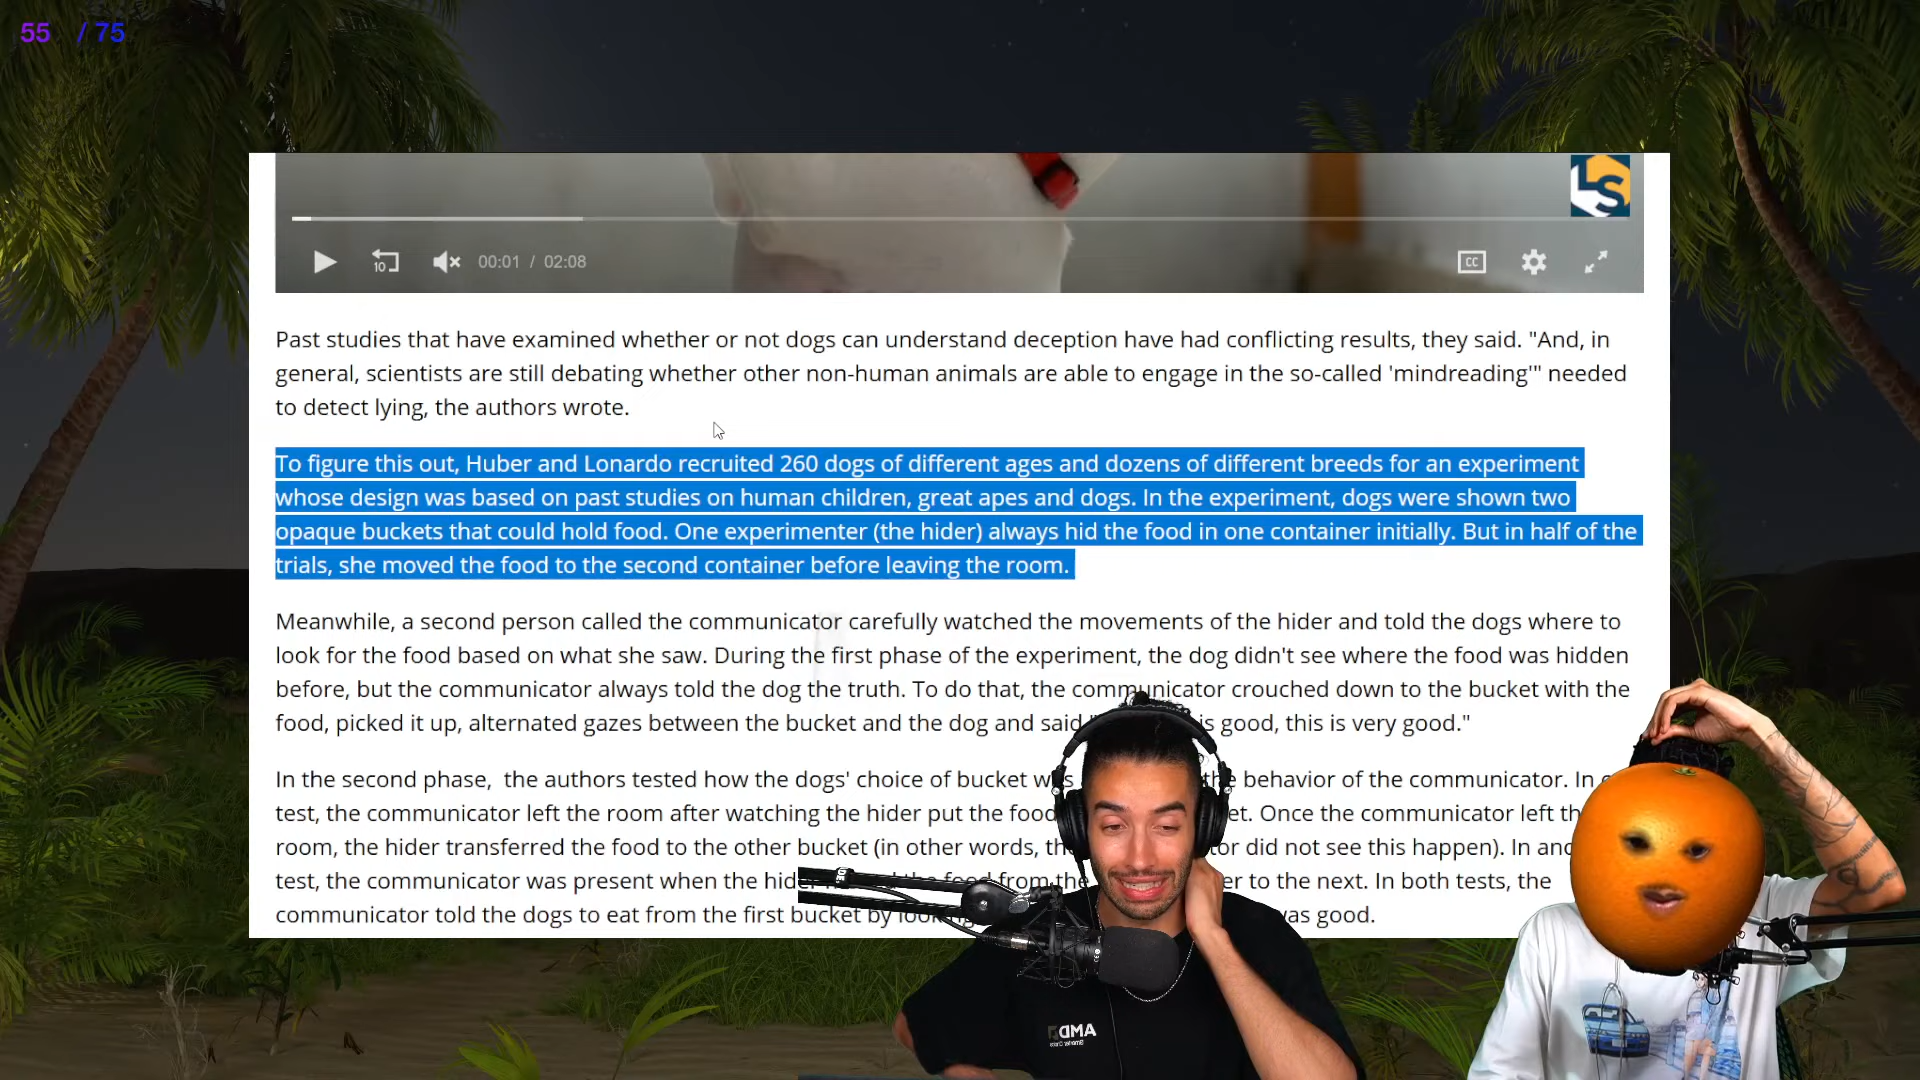 55 / 75
LS
10
00:01 / 02:08
CC
Past studies that have examined whether or not dogs can understand deception have had conflicting results, they said. "And, in
general, scientists are still debating whether other non-human animals are able to engage in the so-called 'mindreading'" needed
to detect lying, the authors wrote.
To figure this out, Huber and Lonardo recruited 260 dogs of different ages and dozens of different breeds for an experiment
whose design was based on past studies on human children, great apes and dogs. In the experiment, dogs were shown two
opaque buckets that could hold food. One experimenter (the hider) always hid the food in one container initially. But in half of the
trials, she moved the food to the second container before leaving the room.
Meanwhile, a second person called the communicator carefully watched the movements of the hider and told the dogs where to
look for the food based on what she saw. During the first phase of the experiment, the dog didn't see where the food was hidden
before, but the communicator always told the dog the truth. To do that, the communicator crouched down to the bucket with the
food, picked it up, alternated gazes between the bucket and the dog and said is good, this is very good."
In the second phase, the authors tested how the dogs' choice of bucket was behavior of the communicator. In
test, the communicator left the room after watching the hider put the food Once the communicator left
room, the hider transferred the food to the other bucket (in other words, did not see this happen). In
test, the communicator was present when the from the to the next. In both tests, the
communicator told the dogs to eat from the first bucket by was good.
AMD